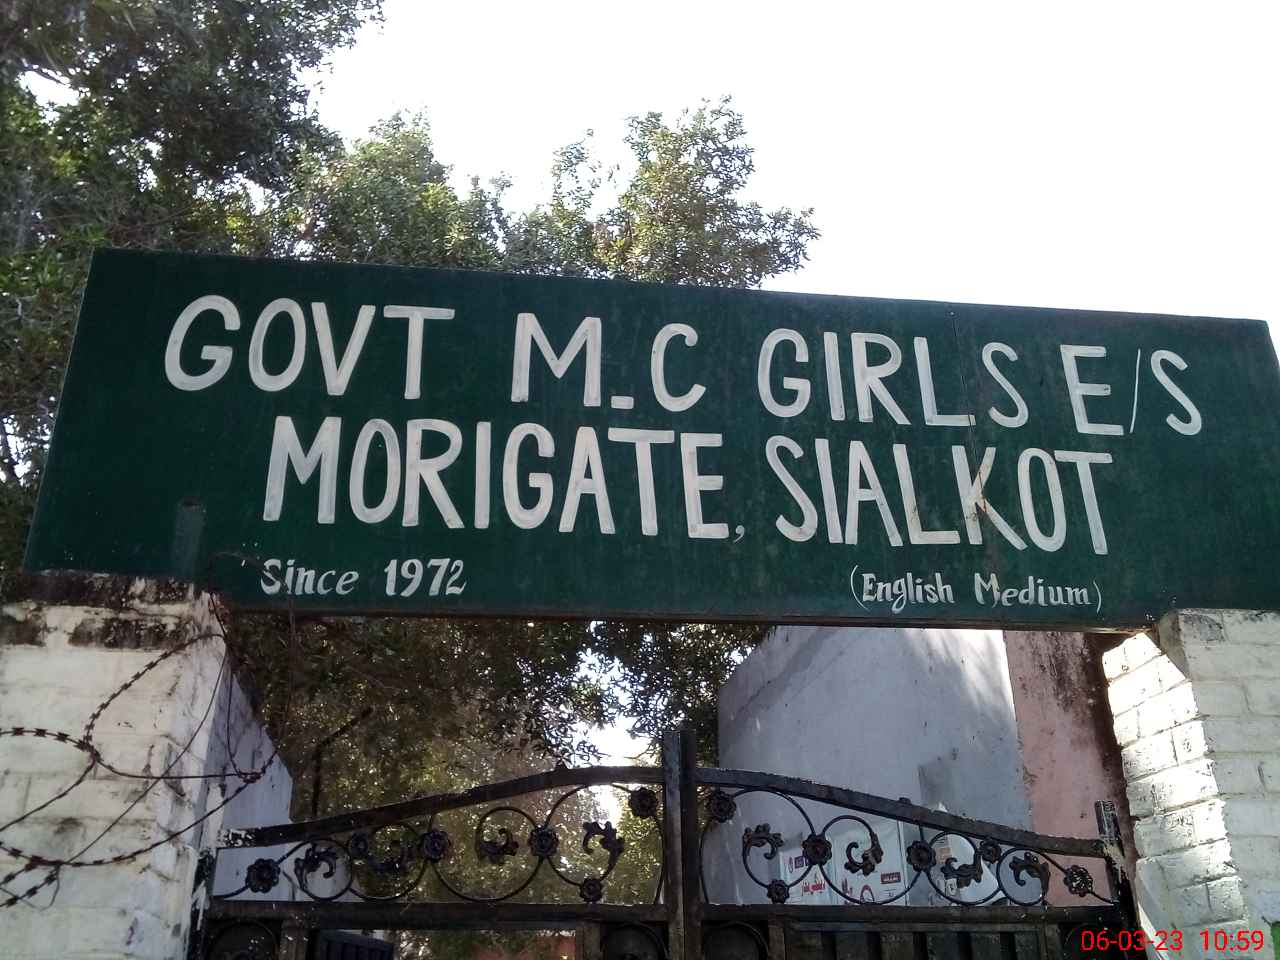 GOVT M-C GIRLS E/S
MORIGATE, SIALKOT
Since 1972
(English Medium)
06-03-23 10:59